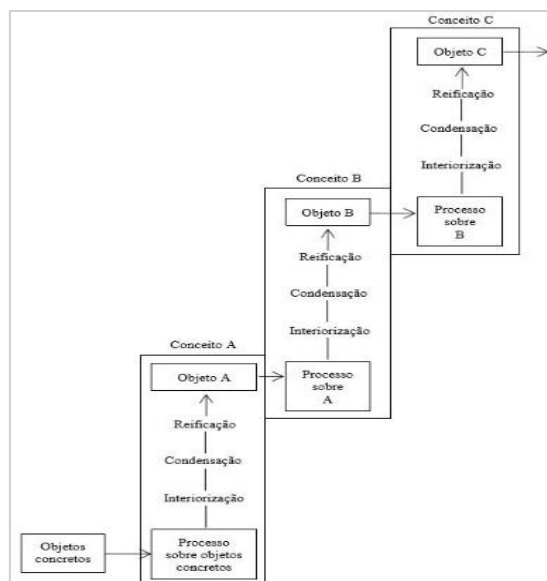 Conceito C
Objeto C
Reificação
Condensação
Interiorização
Processo
sobre
B
Conceito B
Objeto B
Reificação
Condensação
Interiorização
Processo
sobre
A
Conceito A
Objeto A
Reificação
Condensação
Interiorização
Processo
sobre objetos
concretos
Objetos
concretos